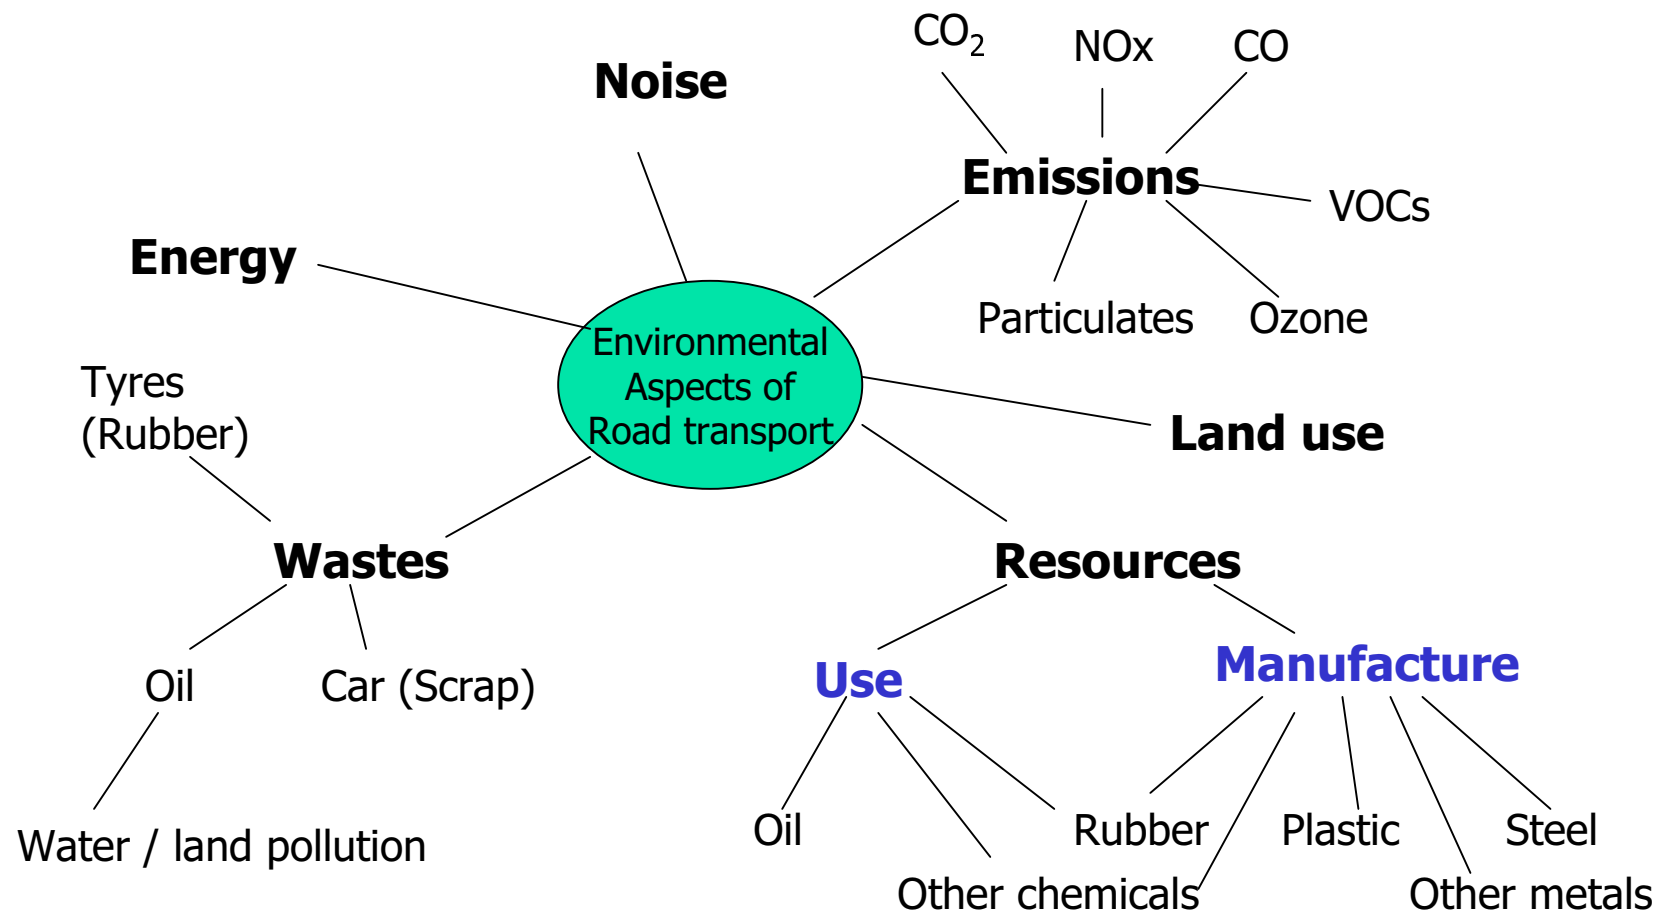 CO₂
NOx
CO
Noise
Emissions
VOCs
Energy
Particulates
Ozone
Environmental
Aspects of
Road transport
Tyres
(Rubber)
Land use
Wastes
Resources
Oil
Car (Scrap)
Use
Manufacture
Water / land pollution
Oil
Rubber
Plastic
Steel
Other chemicals
Other metals